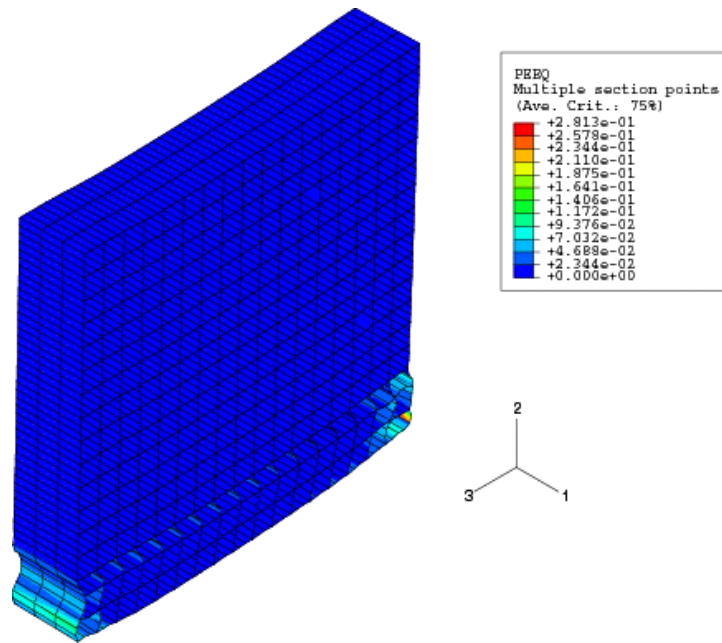 PEEQ
Multiple section points
(Ave. Crit.: 75%)
+2.813e-01
+2.578e-01
+2.344e-01
+2.110e-01
+1.875e-01
+1.641e-01
+1.406e-01
+1.172e-01
+9.376e-02
+7.032e-02
+4.688e-02
+2.344e-02
+0.000e+00
2
3
1